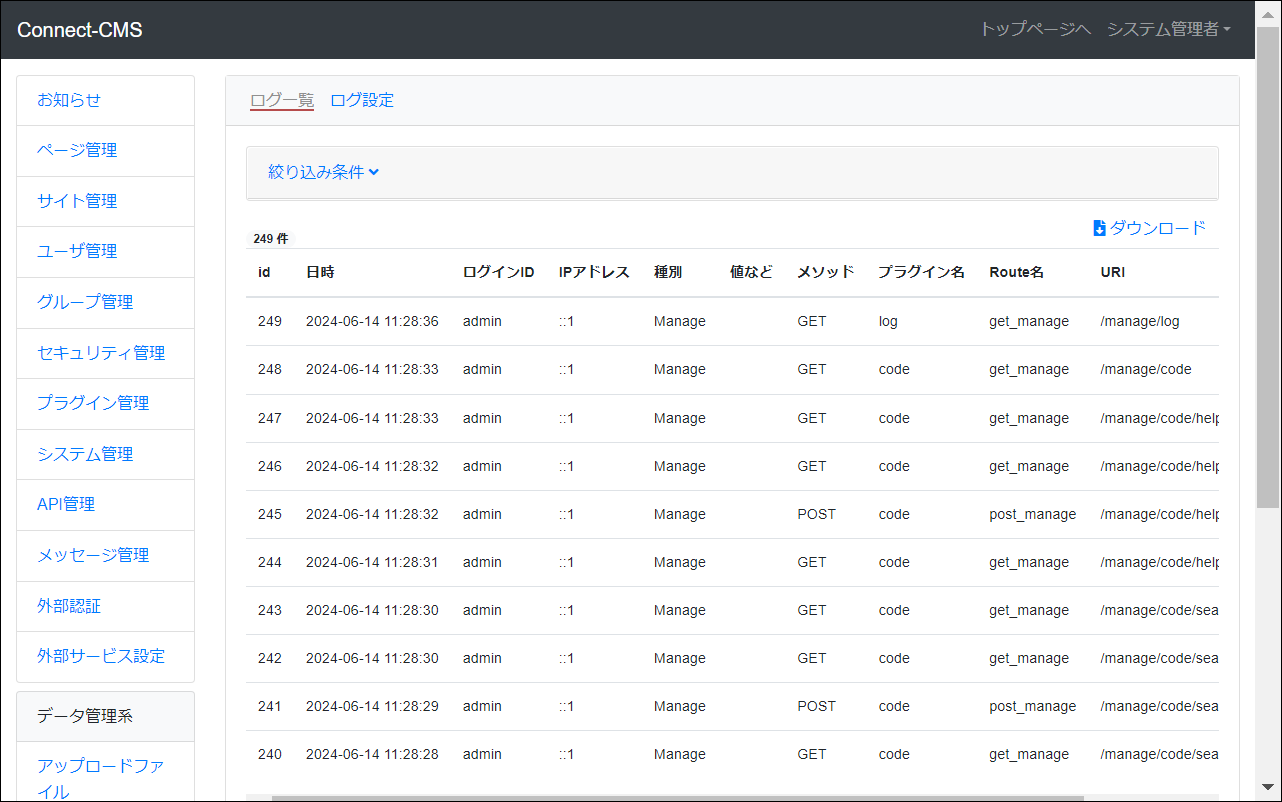 Connect-CMS
トップページへ システム管理者
お知らせ
ページ管理
サイト管理
ユーザ管理
グループ管理
セキュリティ管理
プラグイン管理
システム管理
API管理
メッセージ管理
外部認証
外部サービス設定
データ管理系
アップロードファ
イル
ログ一覧 ログ設定
絞り込み条件
249 件
ダウンロード
id 日時 ログインID IPアドレス 種別 値など メソッド プラグイン名 Route名 URI
249 2024-06-14 11:28:36 admin ::1 Manage GET log get_manage /manage/log
248 2024-06-14 11:28:33 admin ::1 Manage GET code get_manage /manage/code
247 2024-06-14 11:28:33 admin ::1 Manage GET code get_manage /manage/code/help
246 2024-06-14 11:28:32 admin ::1 Manage GET code get_manage /manage/code/help
245 2024-06-14 11:28:32 admin ::1 Manage POST code post_manage /manage/code/help
244 2024-06-14 11:28:31 admin ::1 Manage GET code get_manage /manage/code/help
243 2024-06-14 11:28:30 admin ::1 Manage GET code get_manage /manage/code/sea
242 2024-06-14 11:28:30 admin ::1 Manage GET code get_manage /manage/code/sea
241 2024-06-14 11:28:29 admin ::1 Manage POST code post_manage /manage/code/sea
240 2024-06-14 11:28:28 admin ::1 Manage GET code get_manage /manage/code/sea